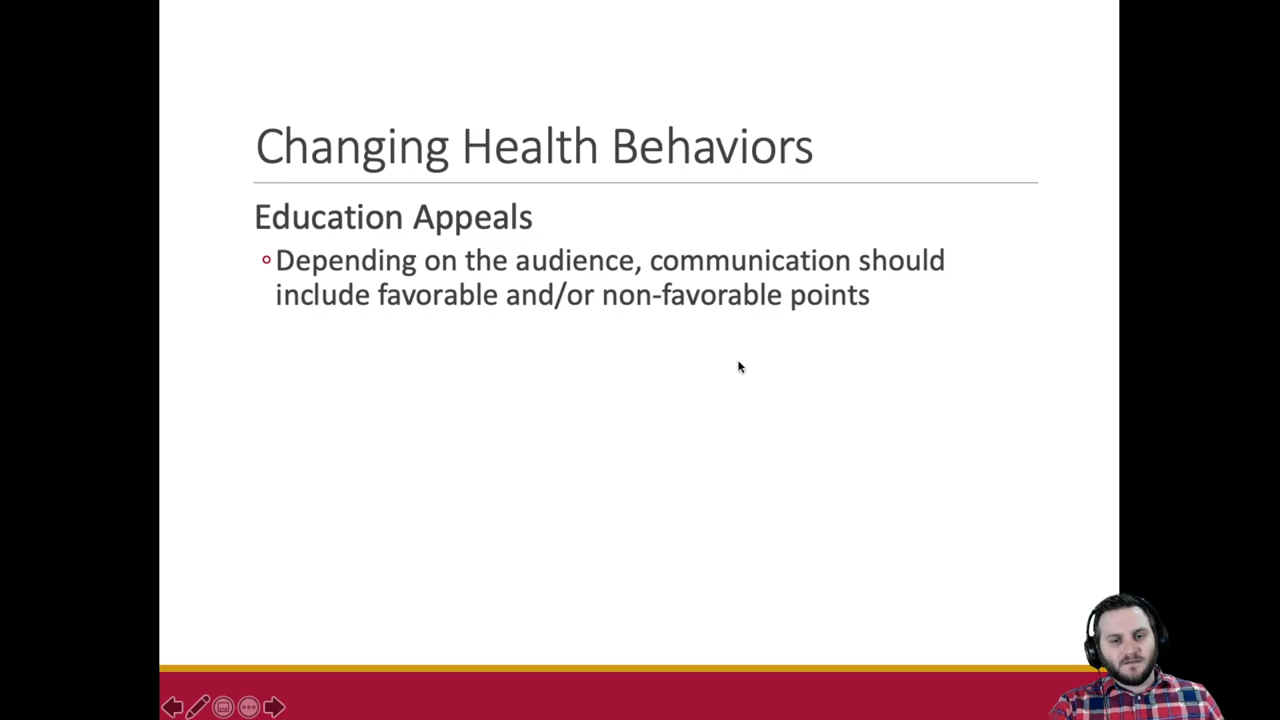 Changing Health Behaviors
Education Appeals
Depending on the audience, communication should
include favorable and/or non-favorable points